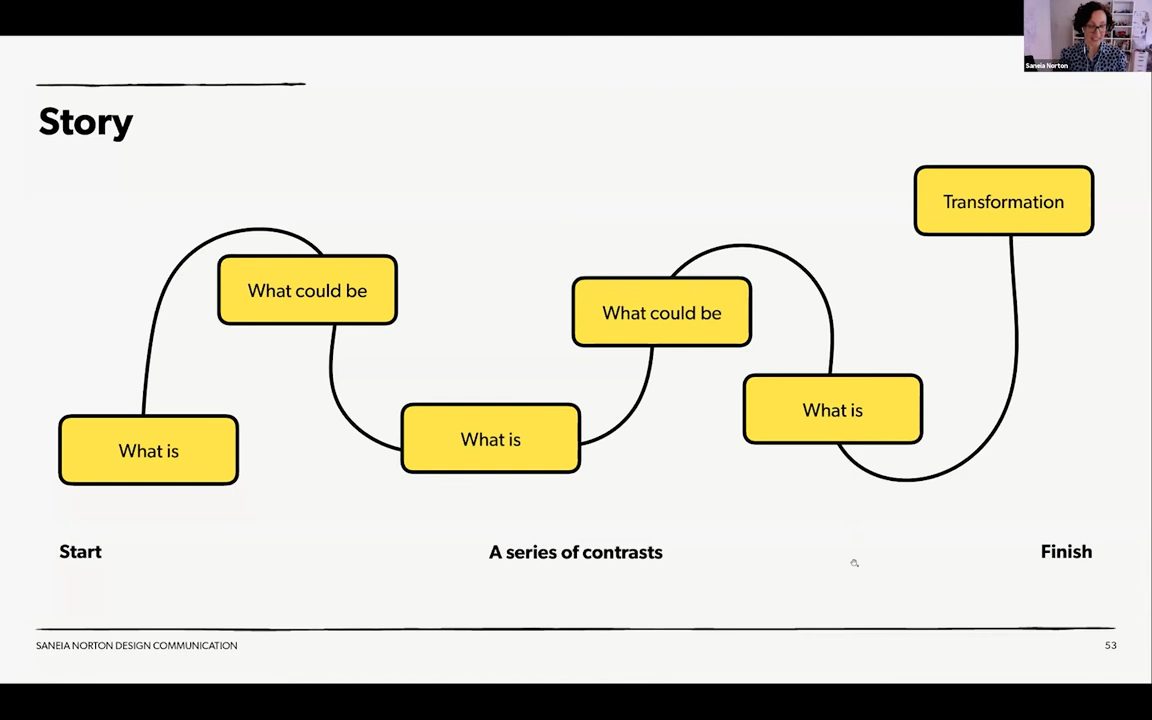 Saneia Norton
Story
Transformation
What could be
What could be
What is
What is
What is
Start
A series of contrasts
Finish
SANEIA NORTON DESIGN COMMUNICATION
53